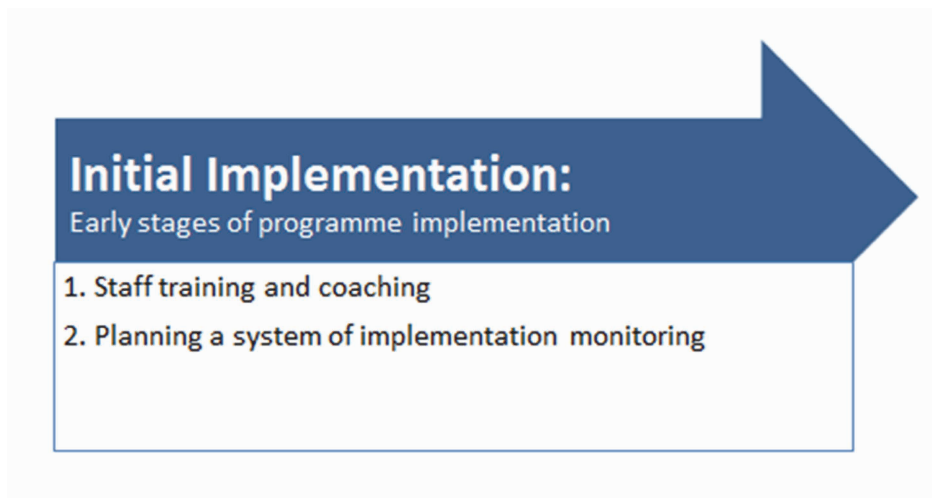 Initial Implementation:
Early stages of programme implementation
1. Staff training and coaching
2. Planning a system of implementation monitoring